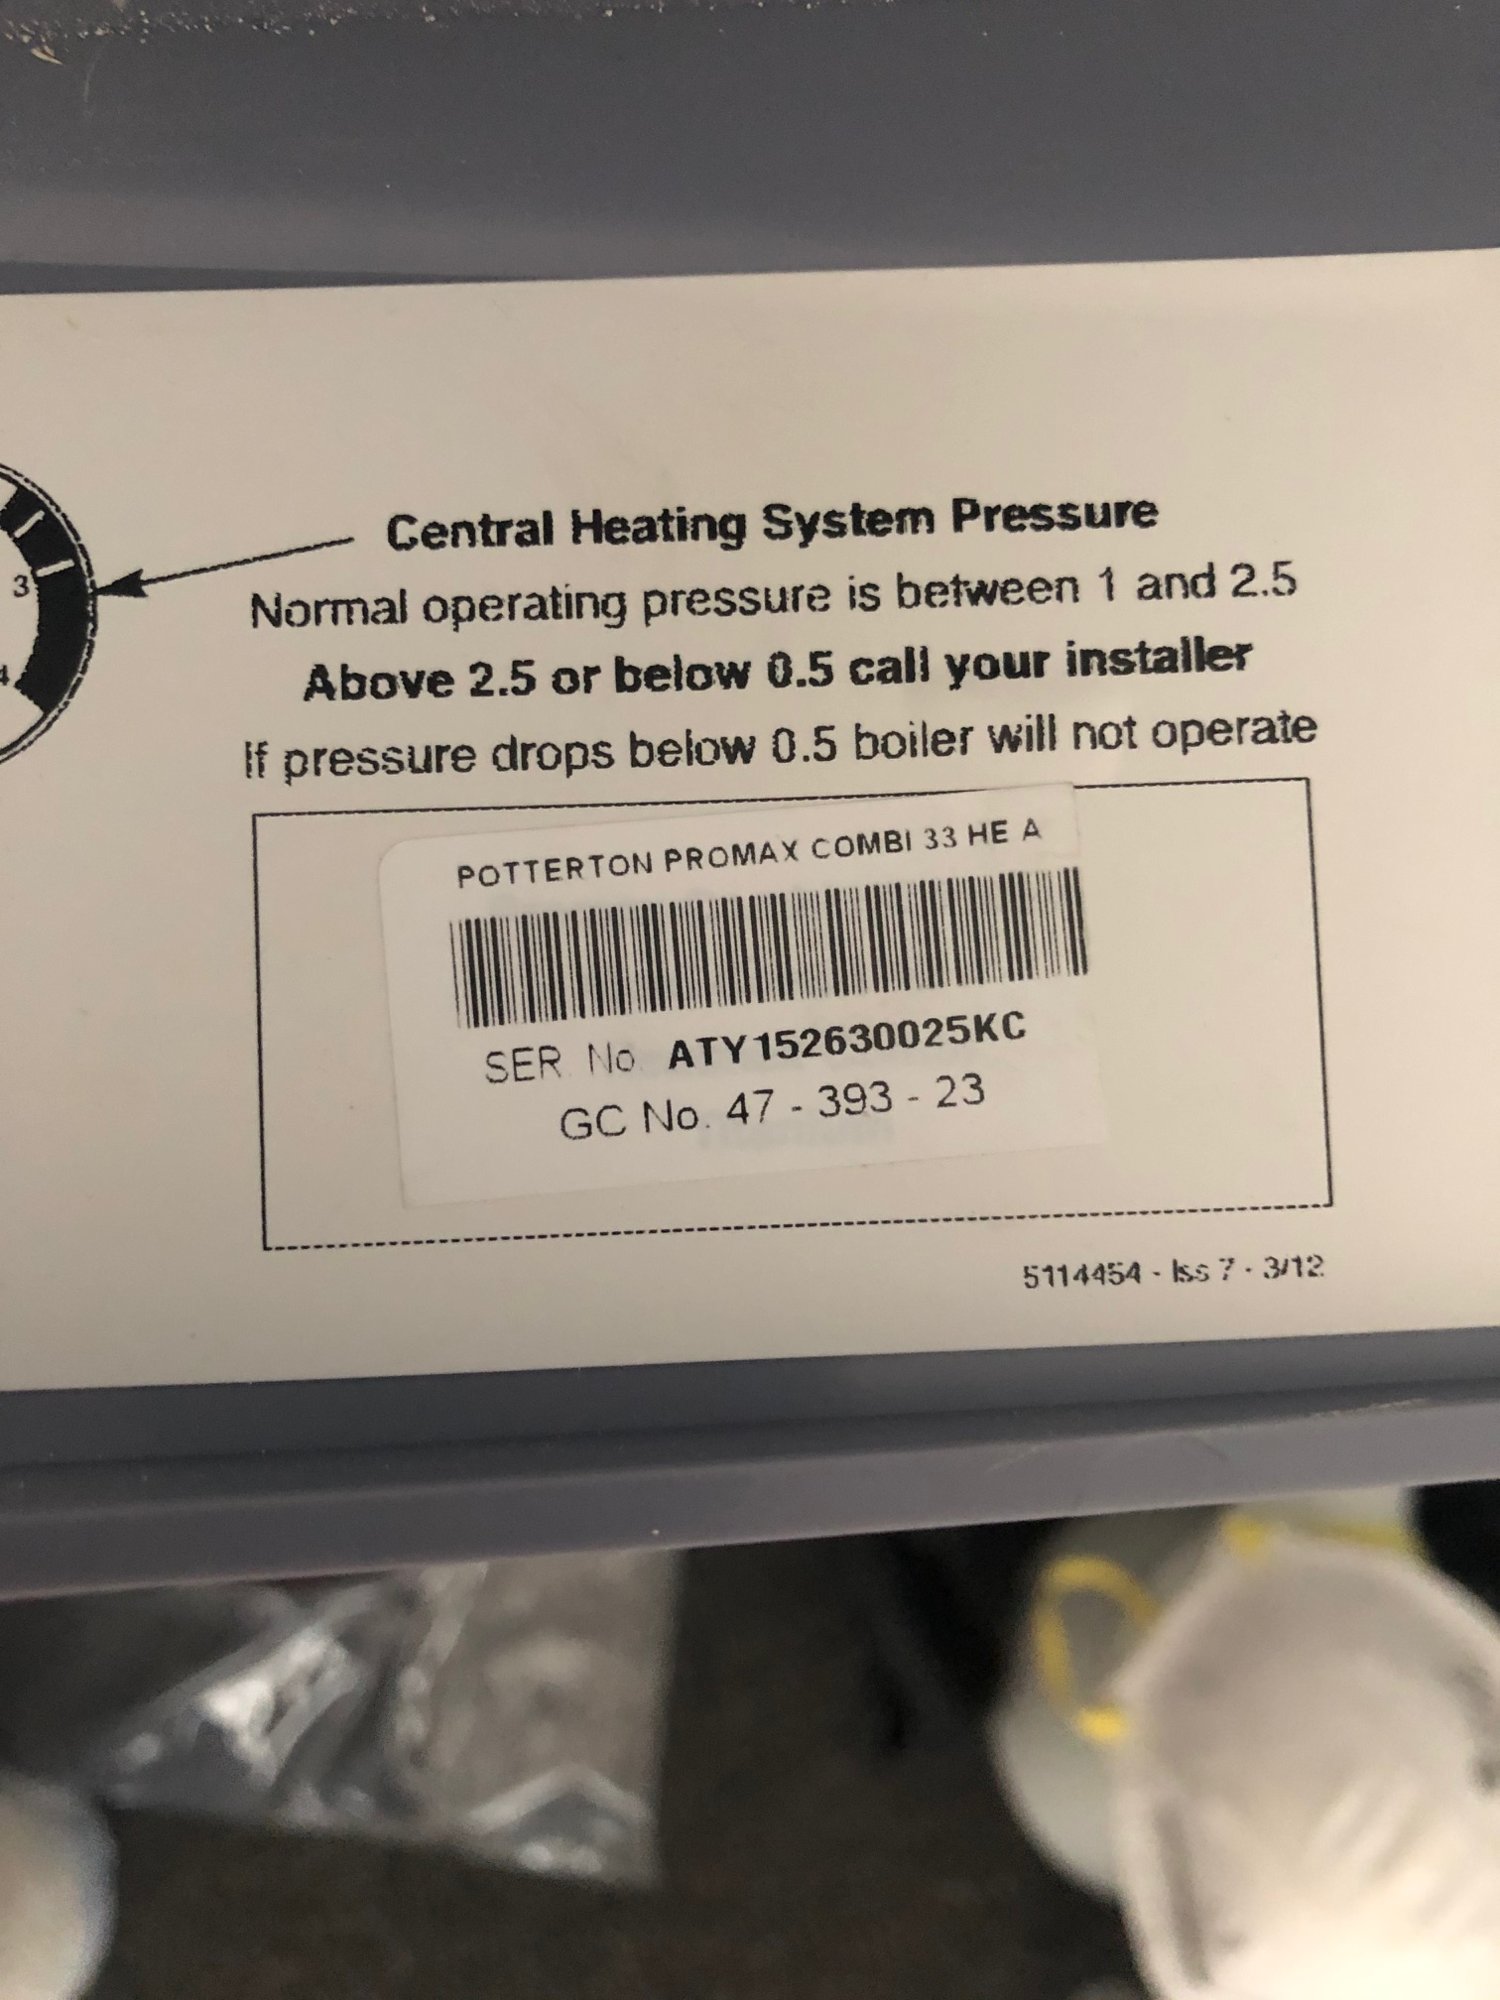 3
4
Central Heating System Pressure
Normal operating pressure is between 1 and 2.5
Above 2.5 or below 0.5 call your installer
If pressure drops below 0.5 boiler will not operate
POTTERTON PROMAX COMBI 33 HE A
SER. No. ATY152630025KC
GC No. 47 - 393 - 23
5114454 - Iss 7 - 3/12